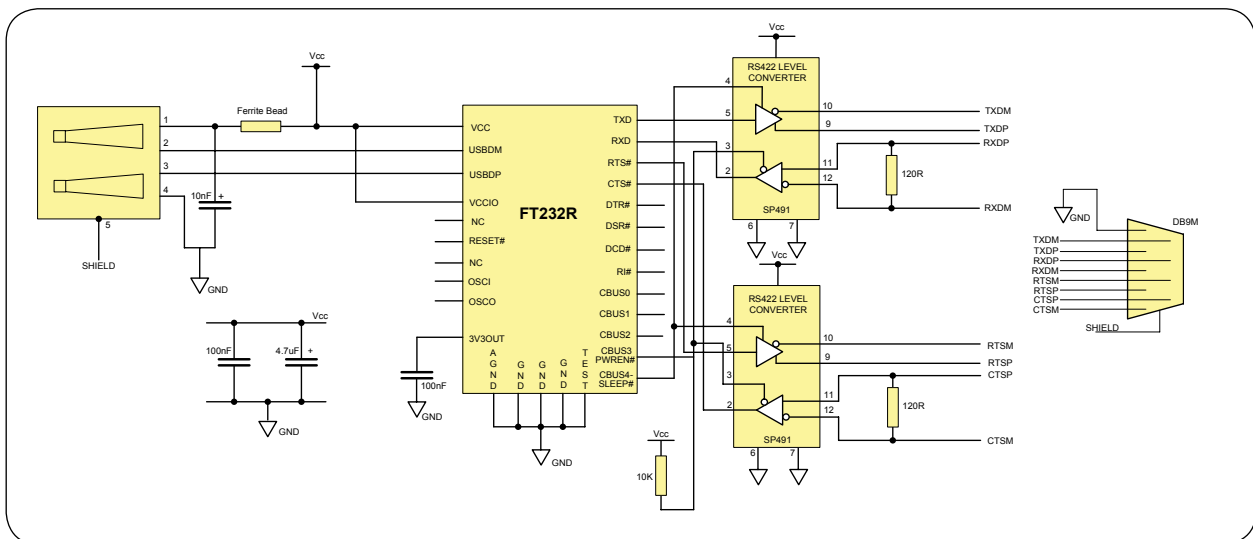 Vcc
Vcc
RS422 LEVEL
CONVERTER
4
5
3
2
10
9
11
12
SP491
6
7
TXDM
TXDP
RXDP
120R
RXDM
1
2
3
4
5
SHIELD
Ferrite Bead
10nF +
GND
FT232R
VCC
USBDM
USBDP
VCCIO
NC
RESET#
NC
OSCI
OSCO
3V3OUT
AGND
GND
GND
GND
TEST
TXD
RXD
RTS#
CTS#
DTR#
DSR#
DCD#
RI#
CBUS0
CBUS1
CBUS2
CBUS3
PWREN#
CBUS4-
SLEEP#
100nF
GND
GND
Vcc
100nF
4.7uF +
GND
Vcc
10K
Vcc
RS422 LEVEL
CONVERTER
4
5
3
2
10
9
11
12
SP491
6
7
RTSM
RTSP
CTSP
120R
CTSM
GND
DB9M
TXDM
TXDP
RXDP
RXDM
RTSM
RTSP
CTSP
CTSM
SHIELD